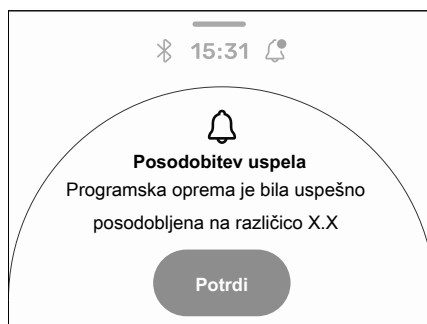 15:31
Posodobitev uspela
Programska oprema je bila uspešno
posodobljena na različico X.X
Potrdi